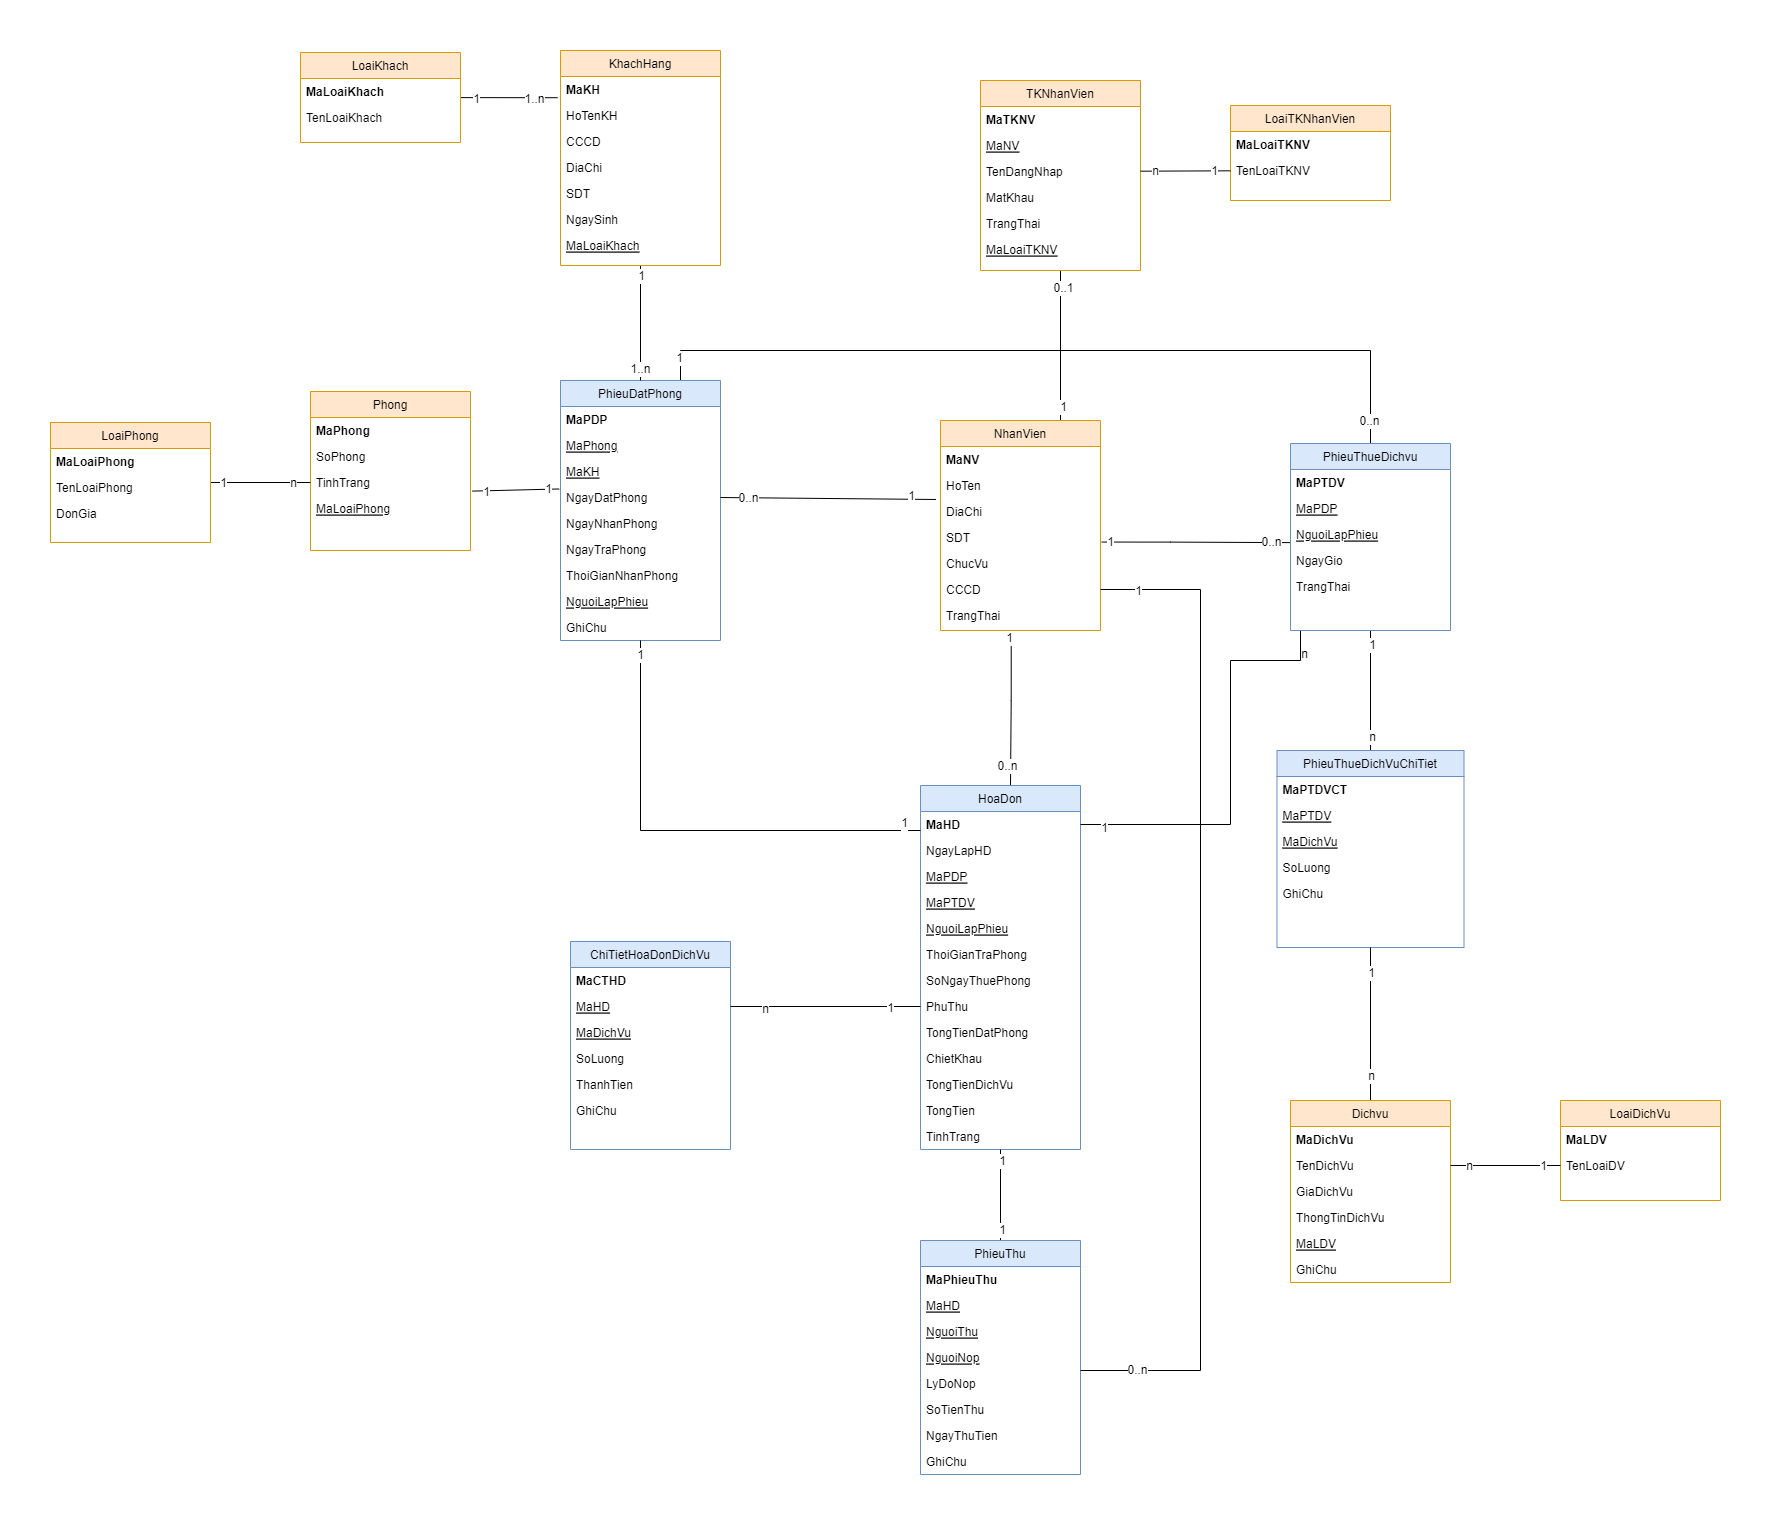 LoaiKhach
MaLoaiKhach
TenLoaiKhach
1
1..n
KhachHang
MaKH
HoTenKH
CCCD
DiaChi
SDT
NgaySinh
MaLoaiKhach
1
1..n
TKNhanVien
MaTKNV
MaNV
TenDangNhap
MatKhau
TrangThai
MaLoaiTKNV
n
1
LoaiTKNhanVien
MaLoaiTKNV
TenLoaiTKNV
0..1
1
1
0..n
LoaiPhong
MaLoaiPhong
TenLoaiPhong
DonGia
1
n
Phong
MaPhong
SoPhong
TinhTrang
MaLoaiPhong
1
1
PhieuDatPhong
MaPDP
MaPhong
MaKH
NgayDatPhong
NgayNhanPhong
NgayTraPhong
ThoiGianNhanPhong
NguoiLapPhieu
GhiChu
0..n
1
NhanVien
MaNV
HoTen
DiaChi
SDT
ChucVu
CCCD
TrangThai
1
0..n
1
PhieuThueDichvu
MaPTDV
MaPDP
NguoiLapPhieu
NgayGio
TrangThai
1
1
n
1
0..n
n
1
1
HoaDon
MaHD
NgayLapHD
MaPDP
MaPTDV
NguoiLapPhieu
ThoiGianTraPhong
SoNgayThuePhong
PhuThu
TongTienDatPhong
ChietKhau
TongTienDichVu
TongTien
TinhTrang
PhieuThueDichVuChiTiet
MaPTDVCT
MaPTDV
MaDichVu
SoLuong
GhiChu
ChiTietHoaDonDichVu
MaCTHD
MaHD
MaDichVu
SoLuong
ThanhTien
GhiChu
n
1
1
n
1
1
Dichvu
MaDichVu
TenDichVu
GiaDichVu
ThongTinDichVu
MaLDV
GhiChu
n
1
LoaiDichVu
MaLDV
TenLoaiDV
PhieuThu
MaPhieuThu
MaHD
NguoiThu
NguoiNop
LyDoNop
SoTienThu
NgayThuTien
GhiChu
0..n